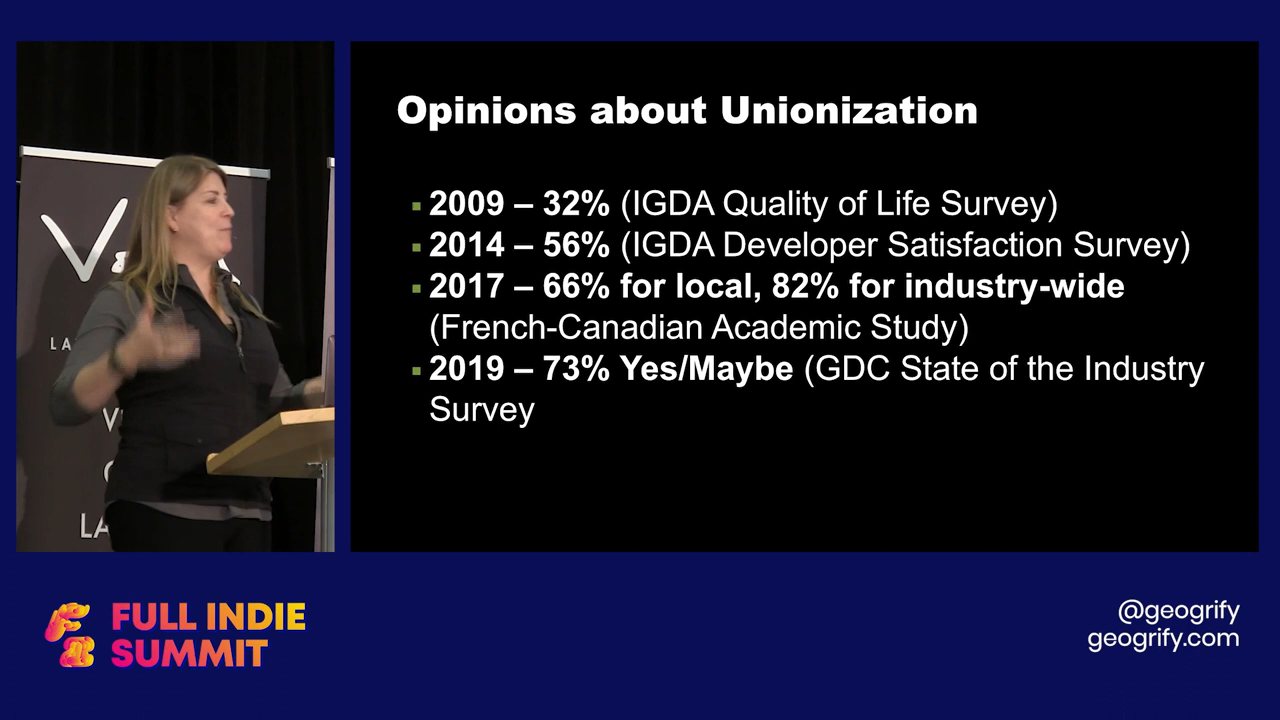 Opinions about Unionization
▪ 2009 – 32% (IGDA Quality of Life Survey)
▪ 2014 – 56% (IGDA Developer Satisfaction Survey)
▪ 2017 – 66% for local, 82% for industry-wide
(French-Canadian Academic Study)
▪ 2019 – 73% Yes/Maybe (GDC State of the Industry
Survey
FULL INDIE
SUMMIT
@geogrify
geogrify.com